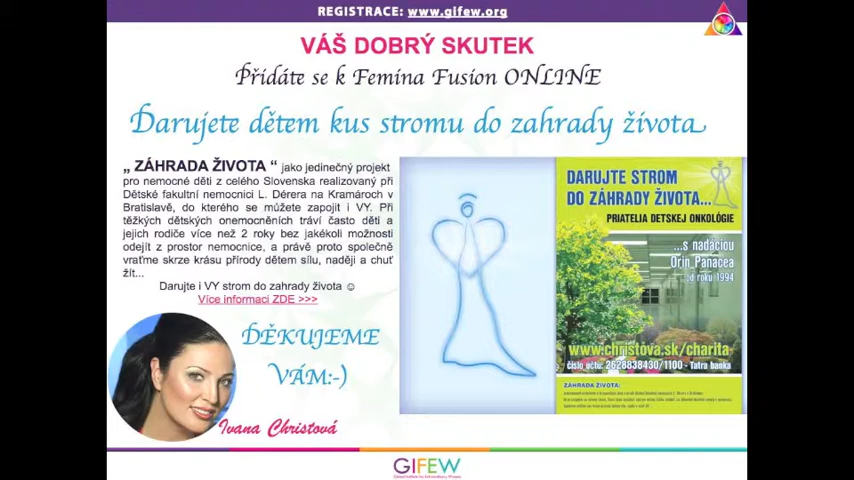 REGISTRACE: www.gifew.org
VÁŠ DOBRÝ SKUTEK
Přidáte se k Femina Fusion ONLINE
Darujete dětem kus stromu do zahrady života
„ ZÁHRADA ŽIVOTA “ jako jedinečný projekt
pro nemocné děti z celého Slovenska realizovaný při
Dětské fakultní nemocnici L. Dérera na Kramároch v
Bratislavě, do kterého se můžete zapojit i VY. Při
těžkých dětských onemocněních tráví často děti a
jejich rodiče více než 2 roky bez jakékoli možnosti
odejít z prostor nemocnice, a právě proto společně
vraťme skrze krásu přírody dětem sílu, naději a chuť
žít...
Darujte i VY strom do zahrady života ☺
Více informací ZDE >>>
DĚKUJEME
VÁM:-)
Ivana Christová
DARUJTE STROM
DO ZÁHRADY ŽIVOTA...
PRIATELIA DETSKEJ ONKOLÓGIE
...s nadáciou
Orin Panacea
od roku 1994
www.christova.sk/charita
číslo účtu: 2628838430/1100 - Tatra banka
ZÁHRADA ŽIVOTA:
GIFEW